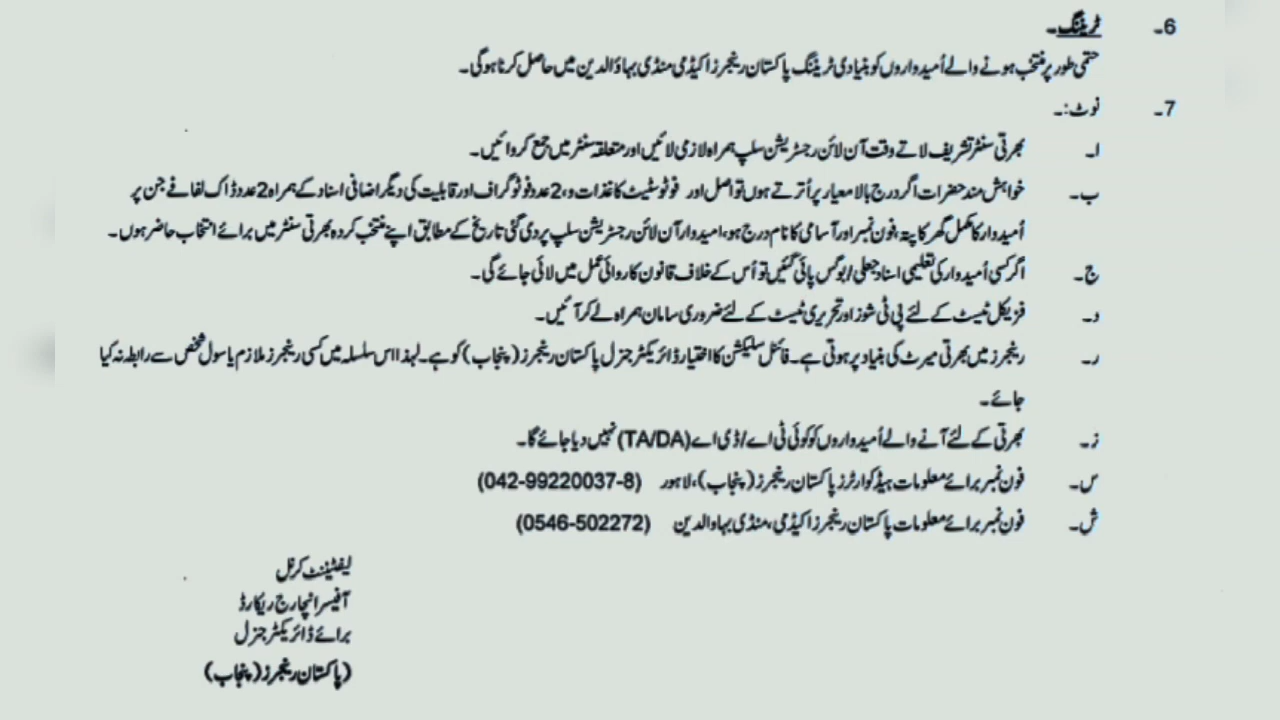 6۔ ٹریننگ۔
حتمی طور پر منتخب ہونے والے اُمیدواروں کو بنیادی ٹریننگ پاکستان رینجرز اکیڈمی منڈی بہاؤالدین میں حاصل کرنا ہوگی۔
7۔ نوٹ:۔
ا۔ بھرتی سنٹر تشریف لاتے وقت آن لائن رجسٹریشن سلپ ہمراہ لازمی لائیں اور متعلقہ سنٹر میں جمع کروائیں۔
ب۔ خواہش مند حضرات اگر درج بالا معیار پر اُترتے ہوں تو اصل اور فوٹوسٹیٹ کاغذات و،2عدد فوٹوگراف اور قابلیت کی دیگر اضافی اسناد کے ہمراہ 2عدد ڈاک لفافے جن پر
اُمیدوار کا مکمل گھر کا پتہ، فون نمبر اور آسامی کا نام درج ہو، امیدوار آن لائن رجسٹریشن سلپ پر دی گئی تاریخ کے مطابق اپنے منتخب کردہ بھرتی سنٹر میں برائے انتخاب حاضر ہوں۔
ج۔ اگر کسی اُمیدوار کی تعلیمی اسناد جعلی/بوگس پائی گئیں تو اُس کے خلاف قانون کاروائی عمل میں لائی جائے گی۔
د۔ فزیکل ٹیسٹ کے لئے پی ٹی شوز اور تحریری ٹیسٹ کے لئے ضروری سامان ہمراہ لے کر آئیں۔
ر۔ رینجرز میں بھرتی میرٹ کی بنیاد پر ہوتی ہے۔ فائنل سلیکشن کا اختیار ڈائریکٹر جنرل پاکستان رینجرز (پنجاب) کو ہے۔ لہذا اس سلسلہ میں کسی رینجرز ملازم یا سول شخص سے رابطہ نہ کیا
جائے۔
ز۔ بھرتی کے لئے آنے والے اُمیدواروں کو کوئی ٹی اے/ڈی اے (TA/DA) نہیں دیا جائے گا۔
س۔ فون نمبر برائے معلومات ہیڈکوارٹرز پاکستان رینجرز (پنجاب)، لاہور (042-99220037-8)
ش۔ فون نمبر برائے معلومات پاکستان رینجرز اکیڈمی، منڈی بہاوالدین (0546-502272)
لیفٹیننٹ کرنل
آفیسر انچارج ریکارڈ
برائے ڈائریکٹر جنرل
(پاکستان رینجرز (پنجاب)